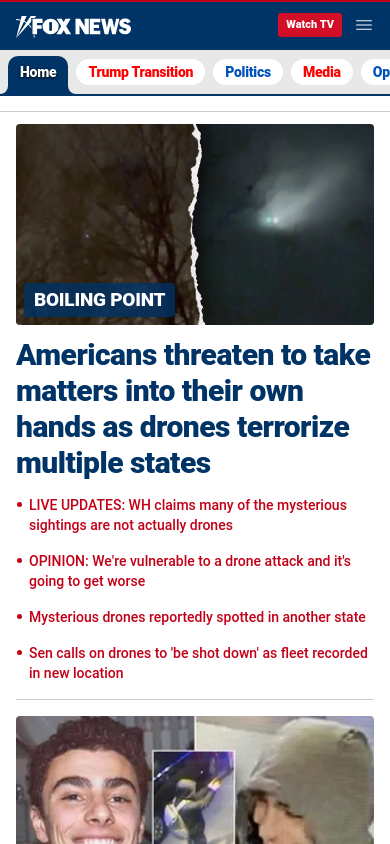 FOX NEWS
Watch TV
Home
Trump Transition
Politics
Media
Op
BOILING POINT
Americans threaten to take
matters into their own
hands as drones terrorize
multiple states
LIVE UPDATES: WH claims many of the mysterious
sightings are not actually drones
OPINION: We're vulnerable to a drone attack and it's
going to get worse
Mysterious drones reportedly spotted in another state
Sen calls on drones to 'be shot down' as fleet recorded
in new location